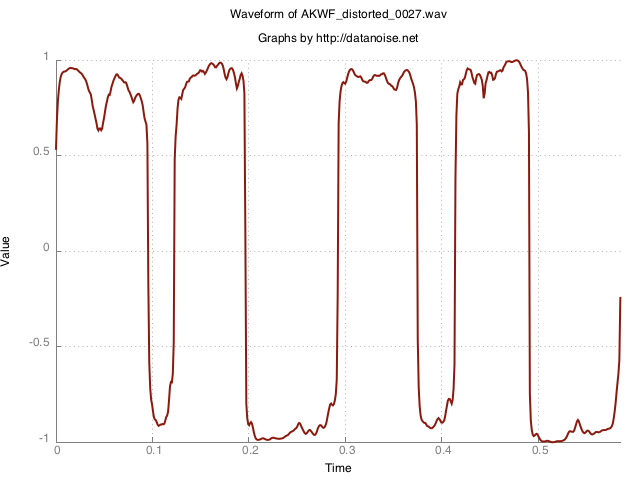 Waveform of AKWF_distorted_0027.wav
Graphs by http://datanoise.net
1
0.5
0
-0.5
-1
Value
0 0.1 0.2 0.3 0.4 0.5
Time